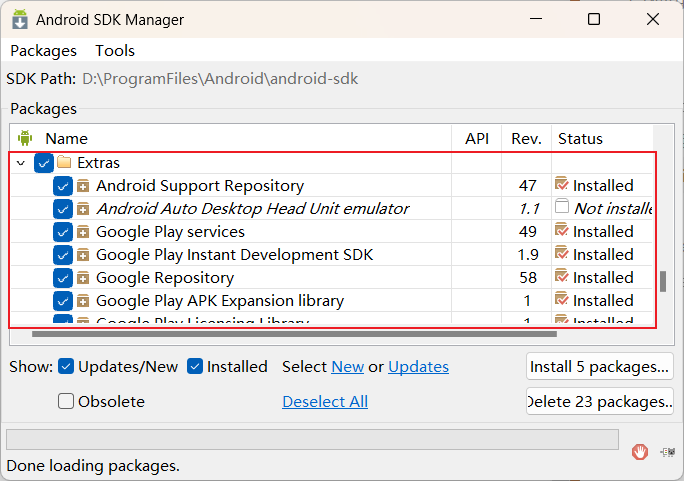 Android SDK Manager
Packages Tools
SDK Path: D:\ProgramFiles\Android\android-sdk
Packages
Name API Rev. Status
Extras
Android Support Repository 47 Installed
Android Auto Desktop Head Unit emulator 1.1 Not installe
Google Play services 49 Installed
Google Play Instant Development SDK 1.9 Installed
Google Repository 58 Installed
Google Play APK Expansion library 1 Installed
Google Play Licensing Library 1 Installed
Show: Updates/New Installed Select New or Updates Install 5 packages...
Obsolete Deselect All Delete 23 packages..
Done loading packages.